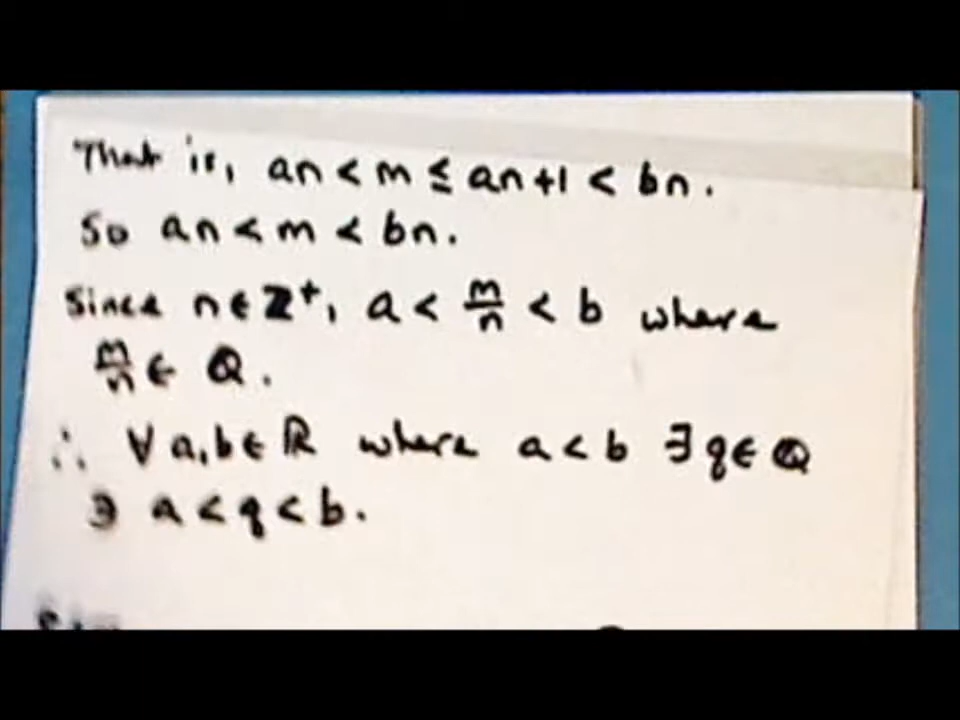 That is, an < m ≤ an+1 < bn.
So an < m < bn.
Since n ∈ Z⁺, a < m/n < b where
m/n ∈ Q.
∴ ∀ a,b ∈ ℝ where a < b ∃ q ∈ Q
∋ a < q < b.